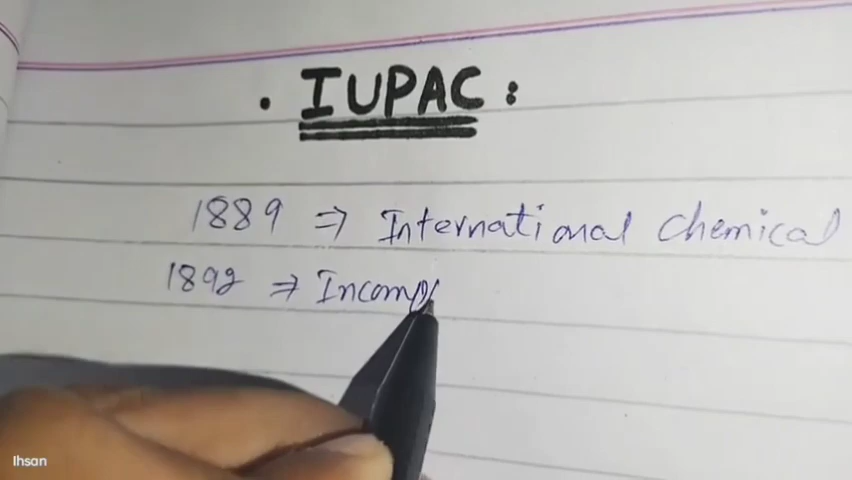 . IUPAC :
1889 ⇒ International Chemical
1892 ⇒ Incomp
Ihsan